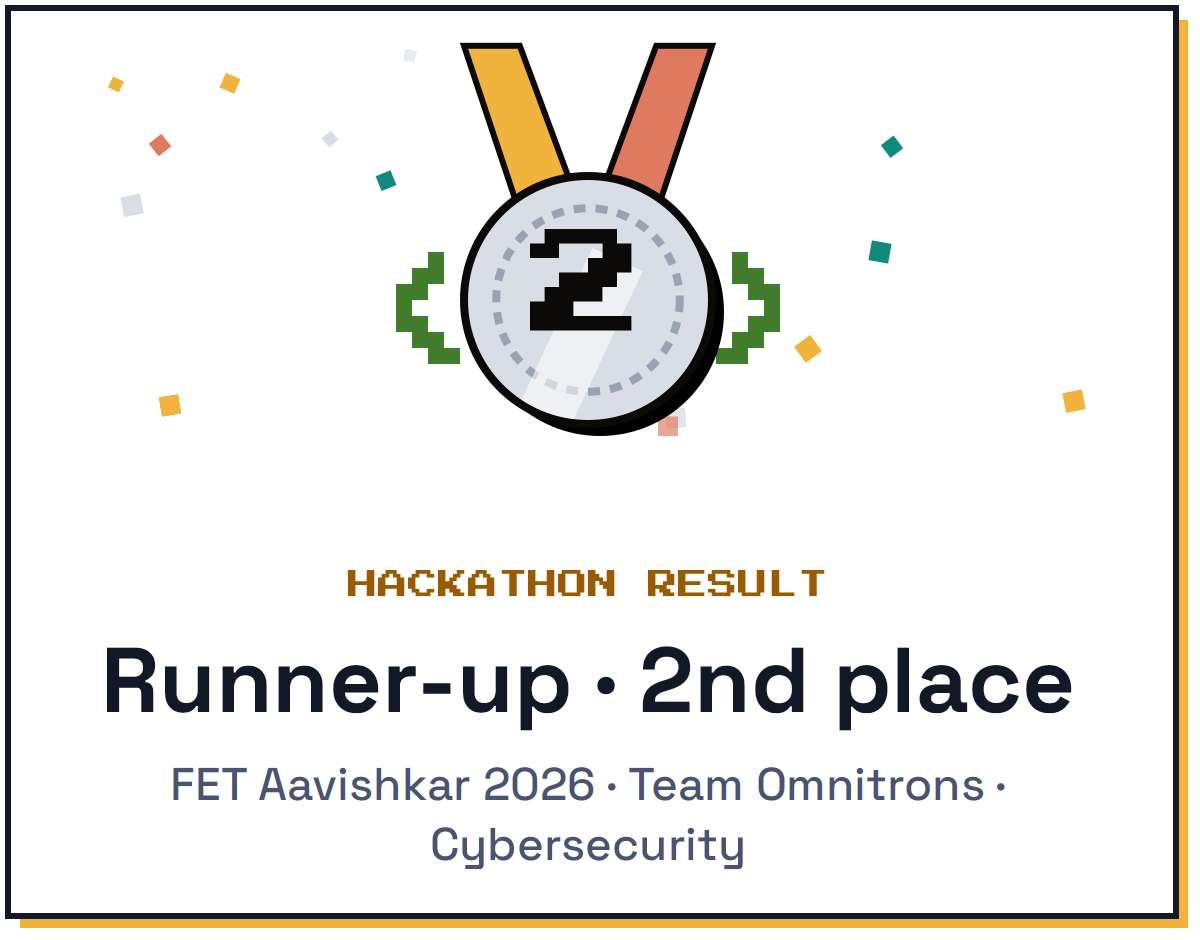 2
HACKATHON RESULT
Runner-up · 2nd place
FET Aavishkar 2026 · Team Omnitrons ·
Cybersecurity